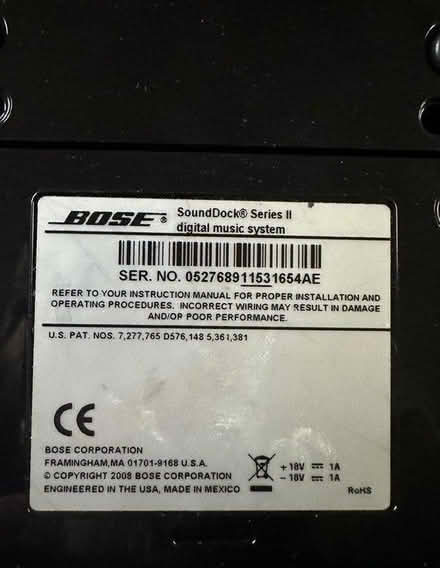 BOSE®
SoundDock® Series II
digital music system
SER. NO. 052768911531654AE
REFER TO YOUR INSTRUCTION MANUAL FOR PROPER INSTALLATION AND
OPERATING PROCEDURES. INCORRECT WIRING MAY RESULT IN DAMAGE
AND/OR POOR PERFORMANCE.
U.S. PAT. NOS. 7,277,765 D576,148 5,361,381
CE
BOSE CORPORATION
FRAMINGHAM,MA 01701-9168 U.S.A.
© COPYRIGHT 2008 BOSE CORPORATION
ENGINEERED IN THE USA, MADE IN MEXICO
+ 18V ⎓ 1A
– 18V ⎓ 1A
RoHS